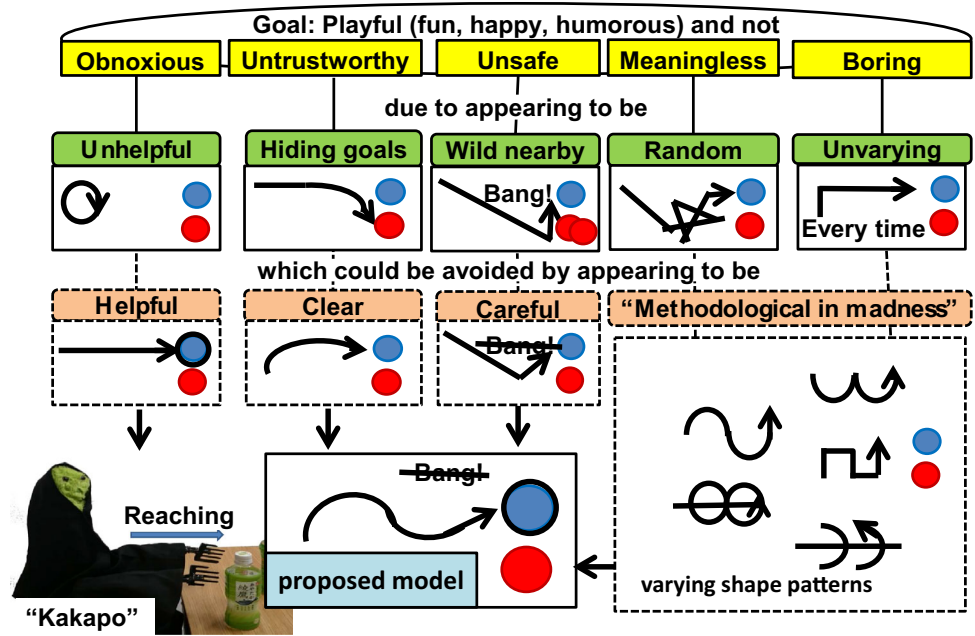 Goal: Playful (fun, happy, humorous) and not
Obnoxious
Untrustworthy
Unsafe
Meaningless
Boring
due to appearing to be
Unhelpful
Hiding goals
Wild nearby
Random
Unvarying
Bang!
Every time
which could be avoided by appearing to be
Helpful
Clear
Careful
“Methodological in madness”
Bang!
Bang!
Reaching
proposed model
varying shape patterns
“Kakapo”